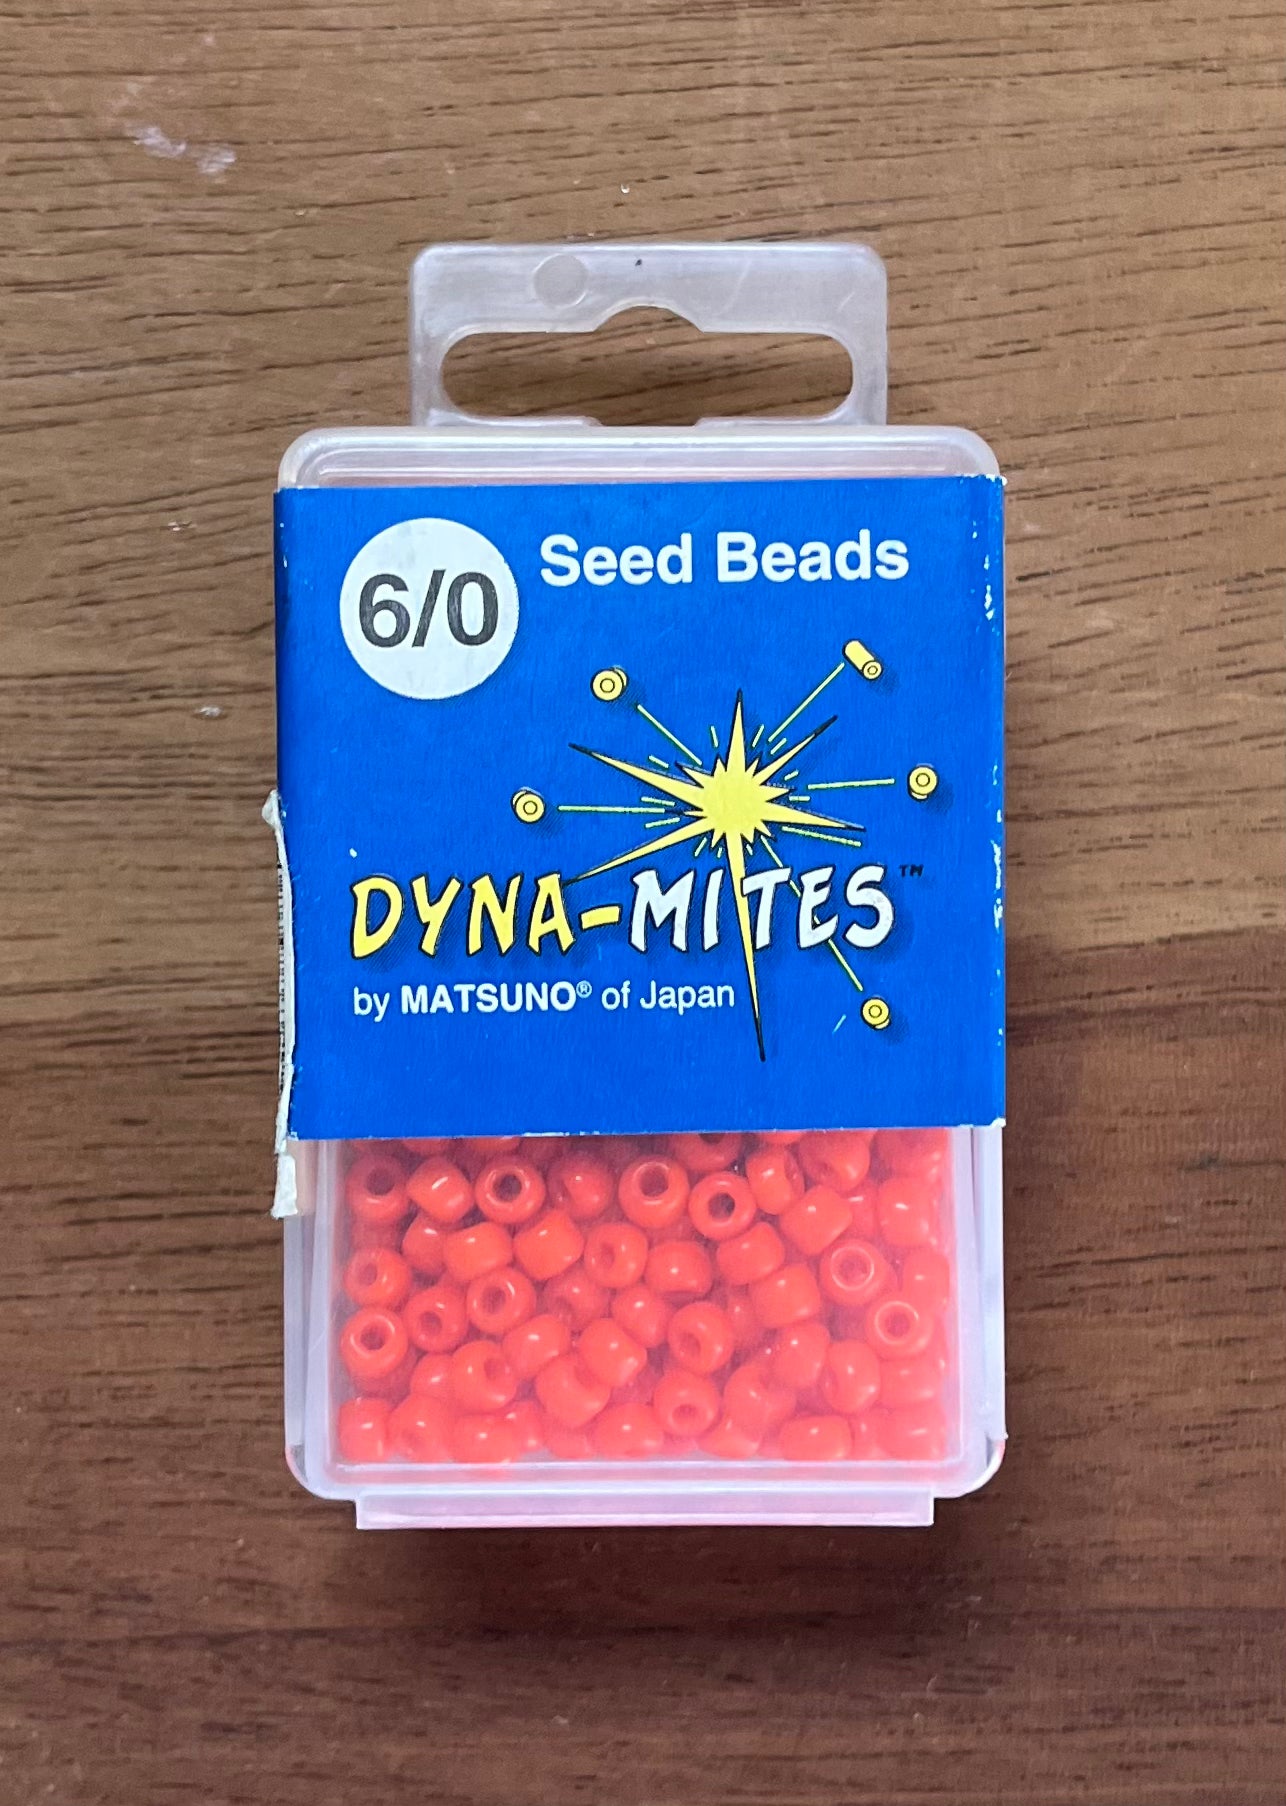 6/0
Seed Beads
DYNA-MITES™
by MATSUNO® of Japan